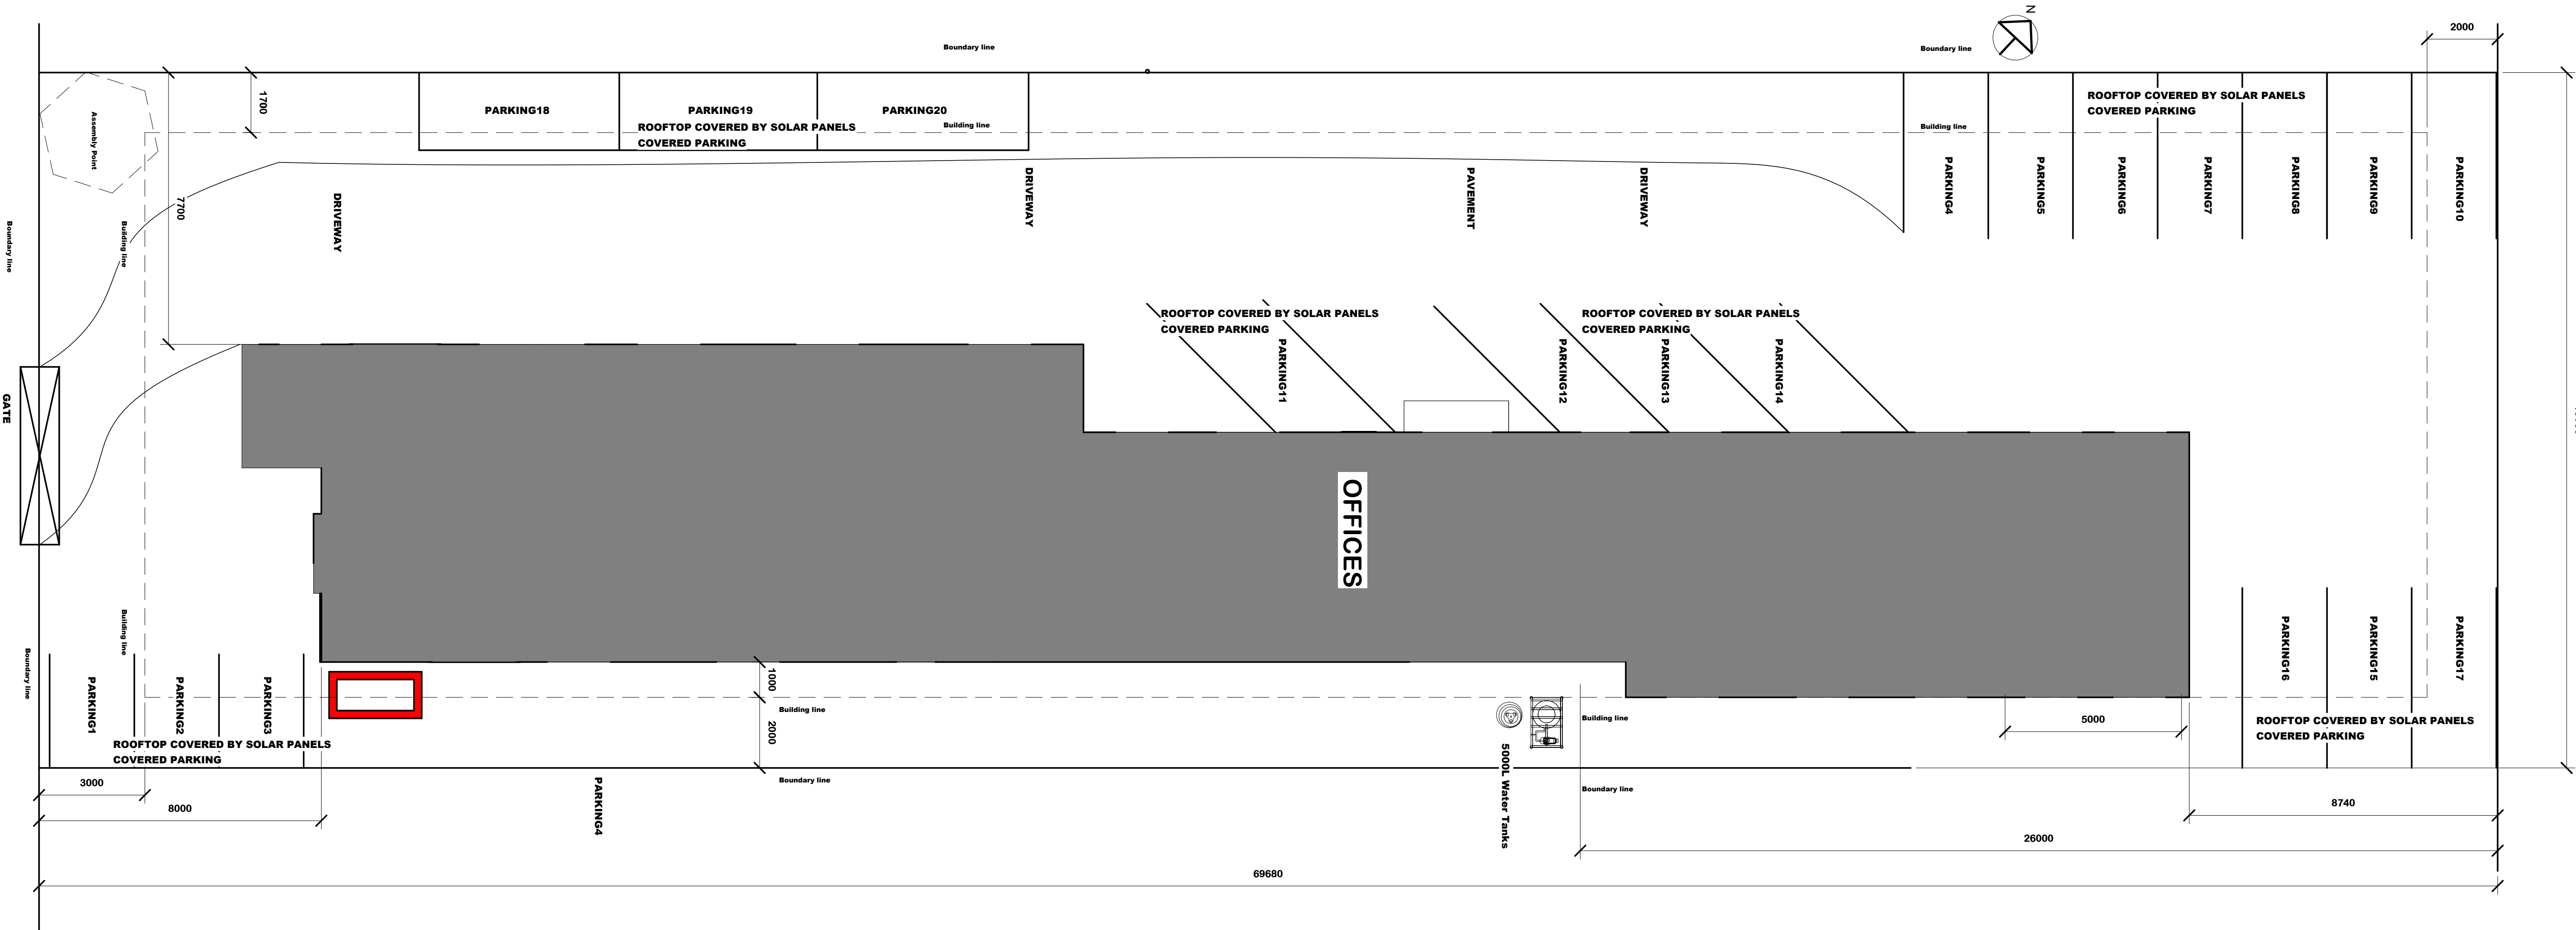 N
2000
Boundary line
Boundary line
1700
PARKING18
PARKING19
PARKING20
ROOFTOP COVERED BY SOLAR PANELS
COVERED PARKING
Building line
Building line
ROOFTOP COVERED BY SOLAR PANELS
COVERED PARKING
Assembly Point
PARKING4
PARKING5
PARKING6
PARKING7
PARKING8
PARKING9
PARKING10
7700
DRIVEWAY
DRIVEWAY
PAVEMENT
DRIVEWAY
Boundary line
Building line
ROOFTOP COVERED BY SOLAR PANELS
COVERED PARKING
ROOFTOP COVERED BY SOLAR PANELS
COVERED PARKING
PARKING11
PARKING12
PARKING13
PARKING14
GATE
OFFICES
Building line
Boundary line
PARKING1
PARKING2
PARKING3
ROOFTOP COVERED BY SOLAR PANELS
COVERED PARKING
1000
2000
Building line
Building line
PARKING16
PARKING15
PARKING17
5000
ROOFTOP COVERED BY SOLAR PANELS
COVERED PARKING
3000
8000
Boundary line
PARKING4
5000L Water Tanks
Boundary line
8740
26000
69680